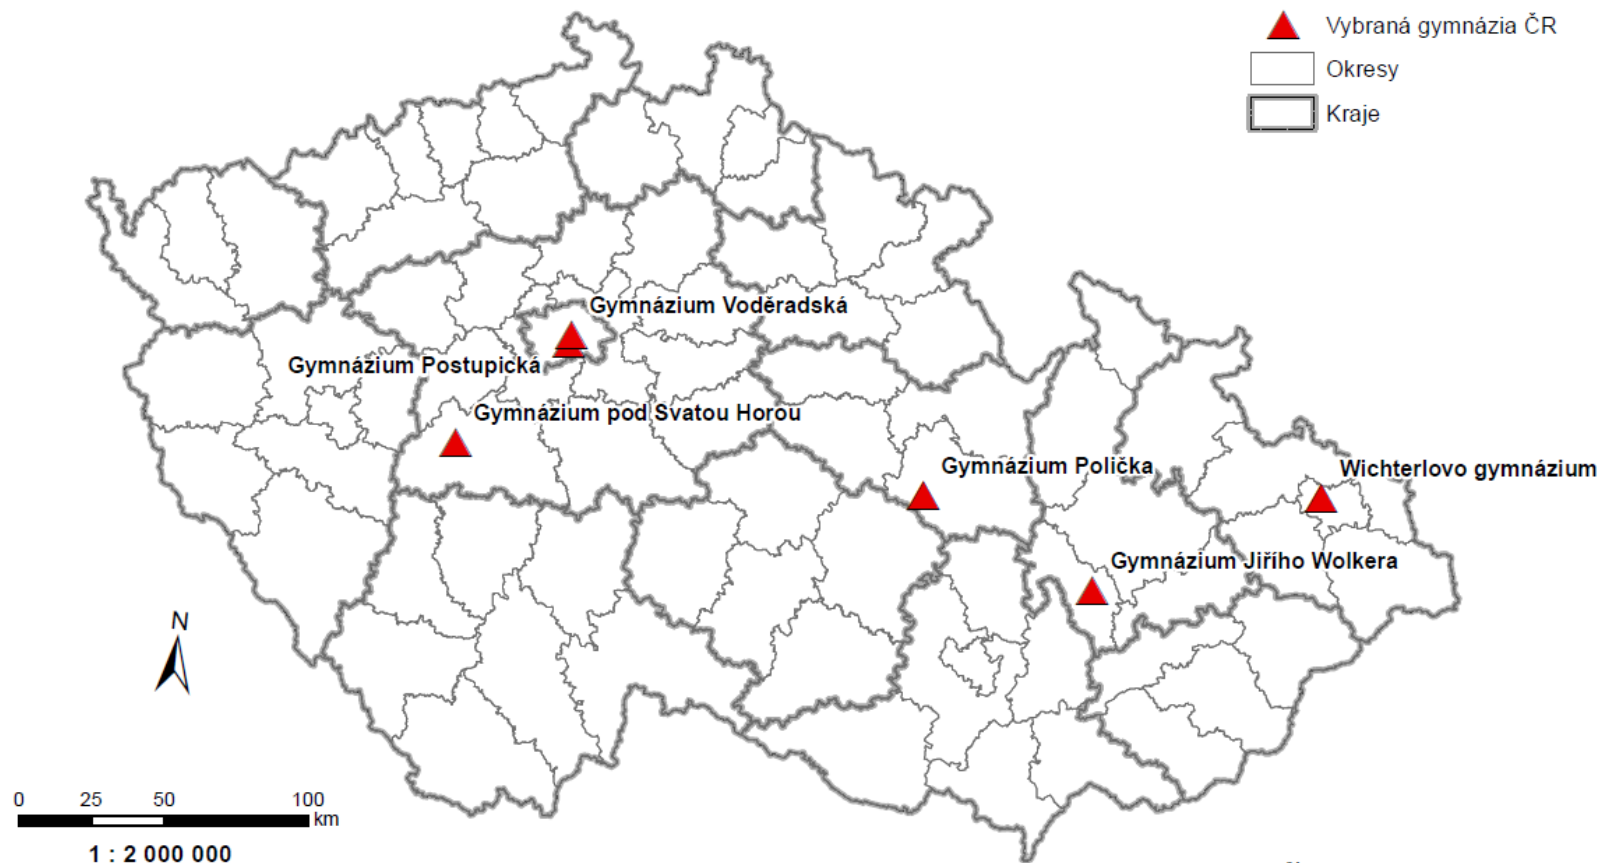 Vybraná gymnázia ČR
Okresy
Kraje
Gymnázium Voděradská
Gymnázium Postupická
Gymnázium pod Svatou Horou
Gymnázium Polička
Wichterlovo gymnázium
Gymnázium Jiřího Wolkera
N
0 25 50 100
km
1 : 2 000 000